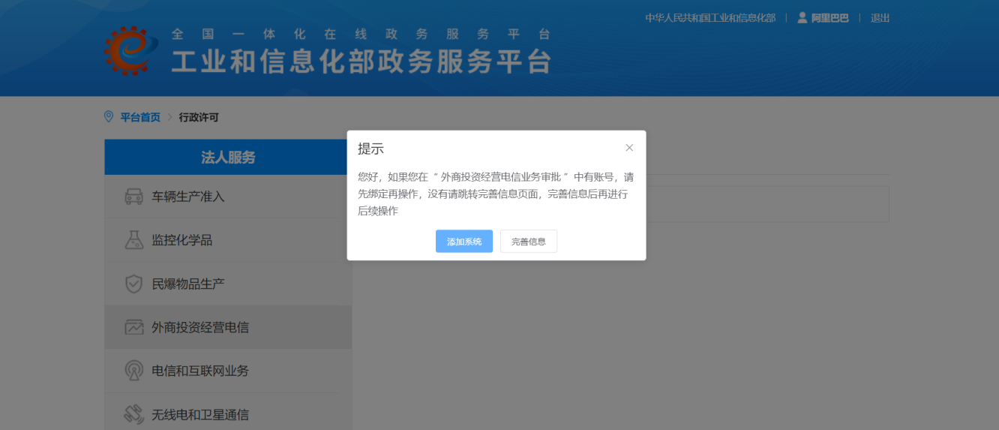 中华人民共和国工业和信息化部 | 阿里巴巴 | 退出
全国一体化在线政务服务平台
工业和信息化部政务服务平台
平台首页 > 行政许可
法人服务
车辆生产准入
监控化学品
民爆物品生产
外商投资经营电信
电信和互联网业务
无线电和卫星通信
提示
您好，如果您在“ 外商投资经营电信业务审批 ”中有账号，请
先绑定再操作，没有请跳转完善信息页面，完善信息后再进行
后续操作
添加系统 完善信息